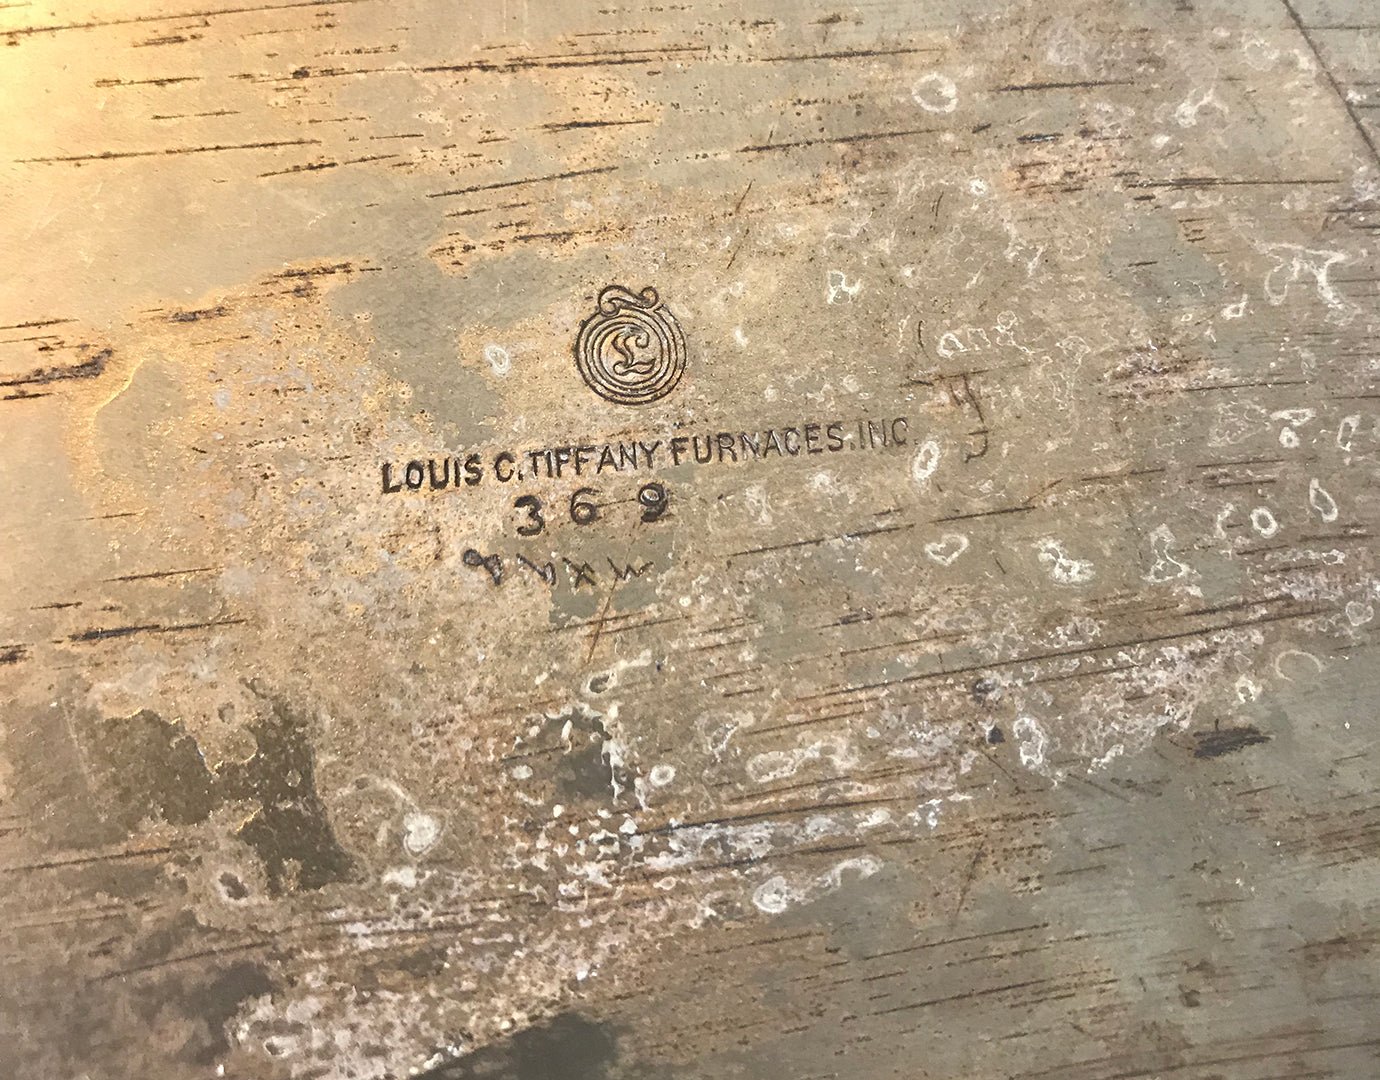 L
LOUIS C. TIFFANY FURNACES. INC.
369